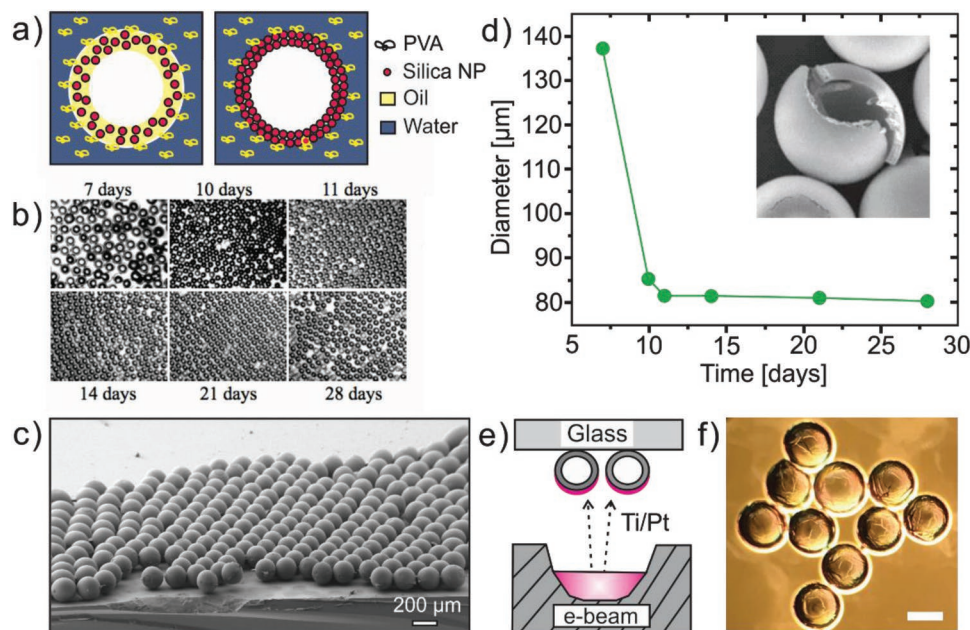 a)
PVA
Silica NP
Oil
Water
b)
7 days 10 days 11 days
14 days 21 days 28 days
c)
200 µm
d)
Diameter [µm]
140
130
120
110
100
90
80
5 10 15 20 25 30
Time [days]
e)
Glass
Ti/Pt
e-beam
f)